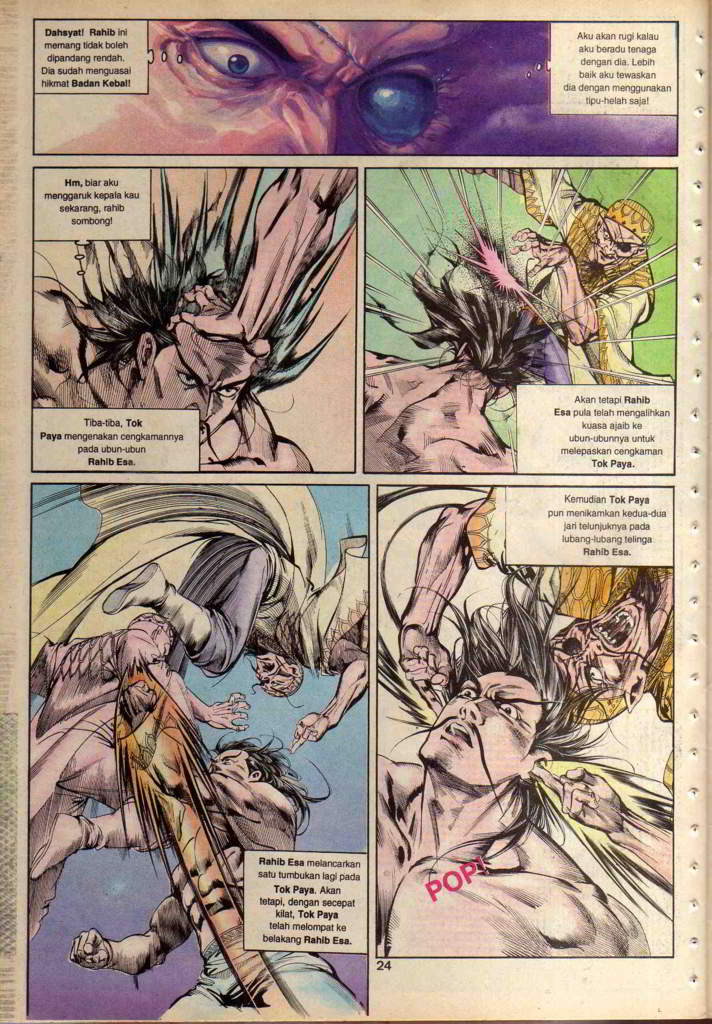 Dahsyat! Rahib ini
memang tidak boleh
dipandang rendah.
Dia sudah menguasai
hikmat Badan Kebal!
Aku akan rugi kalau
aku beradu tenaga
dengan dia. Lebih
baik aku tewaskan
dia dengan menggunakan
tipu-helah saja!
Hm, biar aku
menggaruk kepala kau
sekarang, rahib
sombong!
Tiba-tiba, Tok
Paya mengenakan cengkamannya
pada ubun-ubun
Rahib Esa.
Akan tetapi Rahib
Esa pula telah mengalihkan
kuasa ajaib ke
ubun-ubunnya untuk
melepaskan cengkaman
Tok Paya.
Rahib Esa melancarkan
satu tumbukan lagi pada
Tok Paya. Akan
tetapi, dengan secepat
kilat, Tok Paya
telah melompat ke
belakang Rahib Esa.
Kemudian Tok Paya
pun menikamkan kedua-dua
jari telunjuknya pada
lubang-lubang telinga
Rahib Esa.
POP!
24